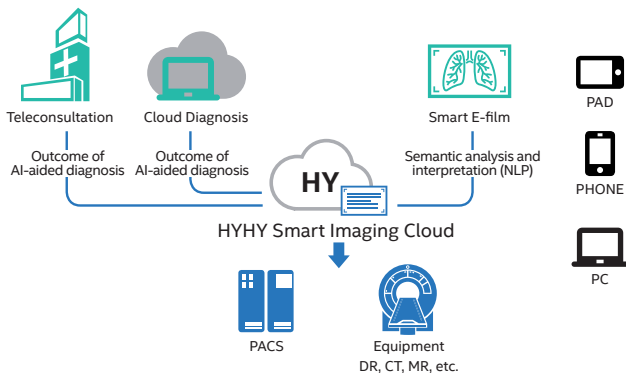 Teleconsultation
Cloud Diagnosis
Smart E-film
PAD
Outcome of
AI-aided diagnosis
Outcome of
AI-aided diagnosis
Semantic analysis and
interpretation (NLP)
HY
PHONE
HYHY Smart Imaging Cloud
PC
PACS
Equipment
DR, CT, MR, etc.